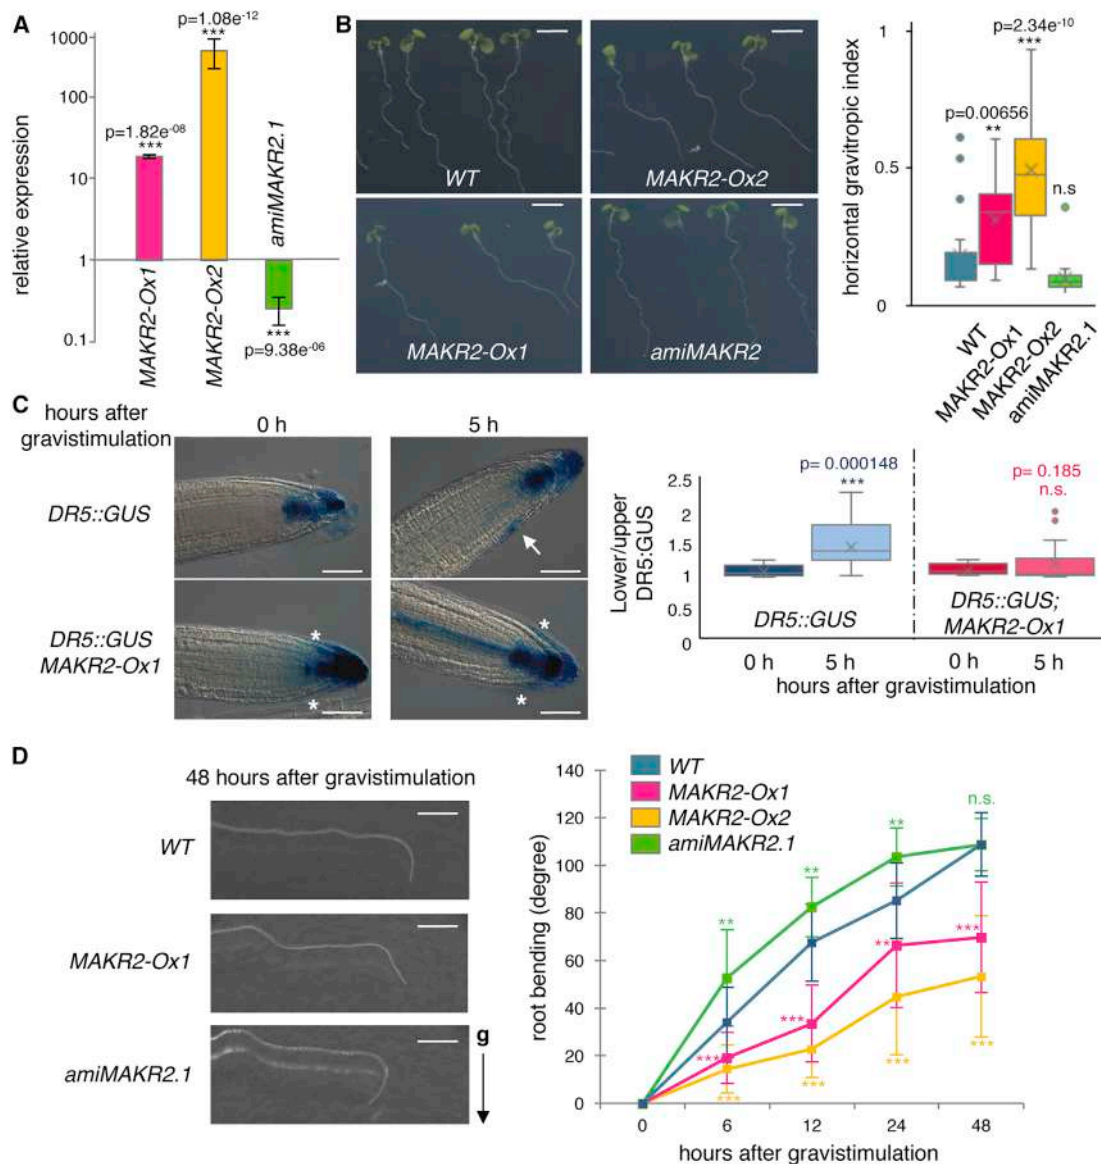 A
relative expression
1000
100
10
1
0.1
p=1.82e-08
***
p=1.08e-12
***
amiMAKR2.1
MAKR2-Ox1
MAKR2-Ox2
***
p=9.38e-06
B
WT
MAKR2-Ox2
MAKR2-Ox1
amiMAKR2
horizontal gravitropic index
1
0.5
0
p=0.00656
**
p=2.34e-10
***
n.s
WT
MAKR2-Ox1
MAKR2-Ox2
amiMAKR2.1
C
hours after
gravistimulation
0 h
5 h
DR5::GUS
DR5::GUS
MAKR2-Ox1
*
*
*
*
Lower/upper
DR5:GUS
2.5
2
1.5
1
0.5
0
p= 0.000148
***
p= 0.185
n.s.
DR5::GUS
DR5::GUS;
MAKR2-Ox1
0 h
5 h
0 h
5 h
hours after gravistimulation
D
48 hours after gravistimulation
WT
MAKR2-Ox1
amiMAKR2.1
g
root bending (degree)
140
120
100
80
60
40
20
0
WT
MAKR2-Ox1
MAKR2-Ox2
amiMAKR2.1
**
**
**
n.s.
***
***
**
***
***
***
***
***
0
6
12
24
48
hours after gravistimulation